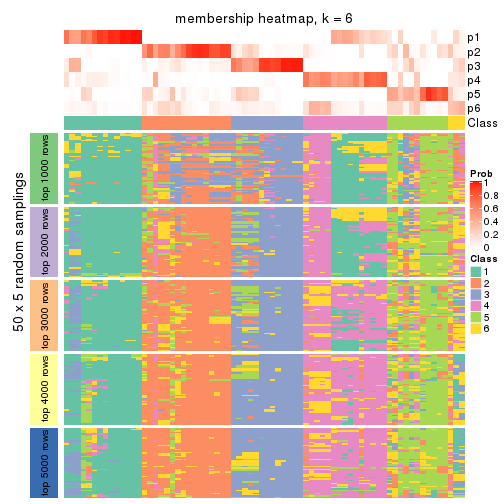 membership heatmap, k = 6
p1
p2
p3
p4
p5
p6
Class
50 x 5 random samplings
top 1000 rows
top 2000 rows
top 3000 rows
top 4000 rows
top 5000 rows
Prob
1
0.8
0.6
0.4
0.2
0
Class
1
2
3
4
5
6